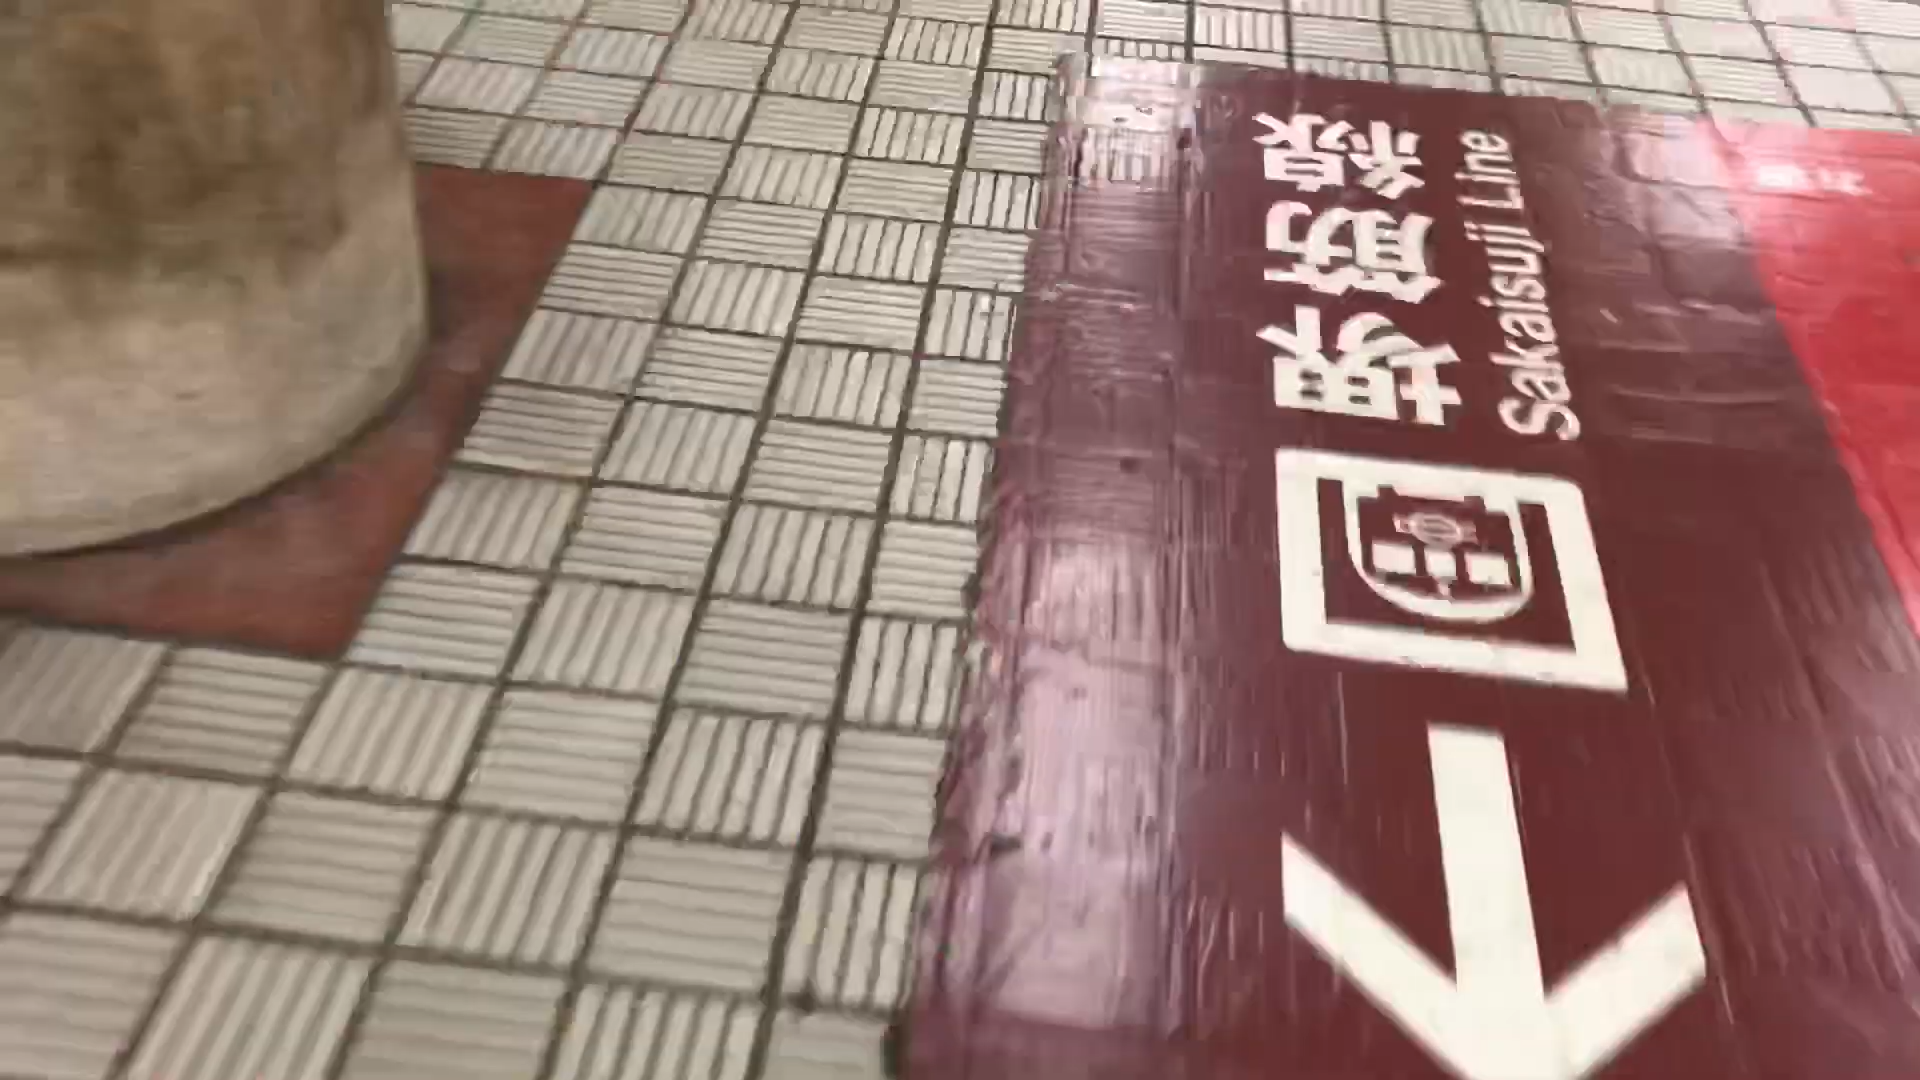 堺筋線
Sakaisuji Line